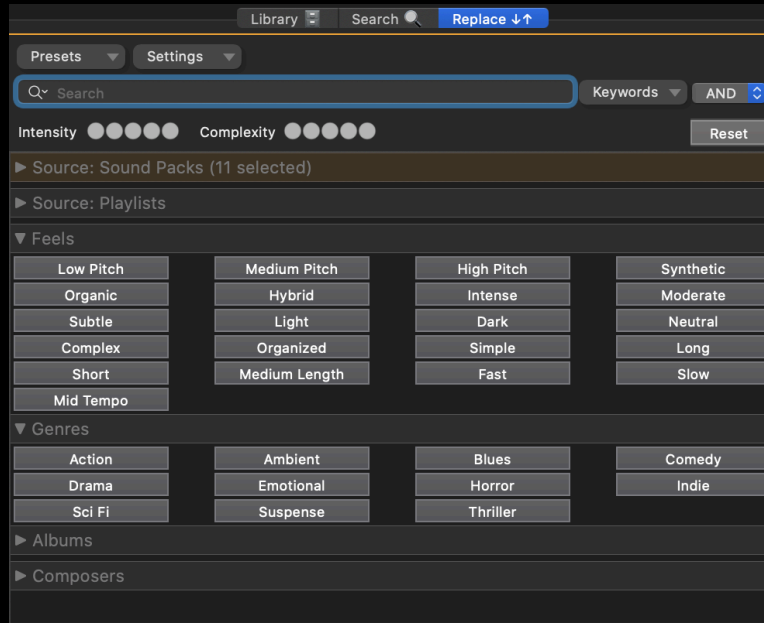 Library Search Replace ↓↑
Presets Settings
Search Keywords AND
Intensity Complexity Reset
Source: Sound Packs (11 selected)
Source: Playlists
Feels
Low Pitch Medium Pitch High Pitch Synthetic
Organic Hybrid Intense Moderate
Subtle Light Dark Neutral
Complex Organized Simple Long
Short Medium Length Fast Slow
Mid Tempo
Genres
Action Ambient Blues Comedy
Drama Emotional Horror Indie
Sci Fi Suspense Thriller
Albums
Composers